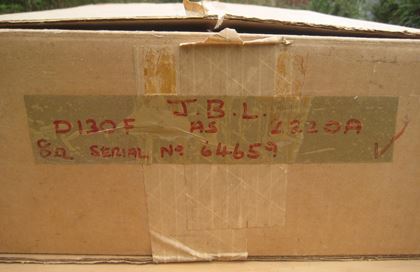 J.B.L.
D130F AS 2220A
8Ω SERIAL Nº 64659 ✓